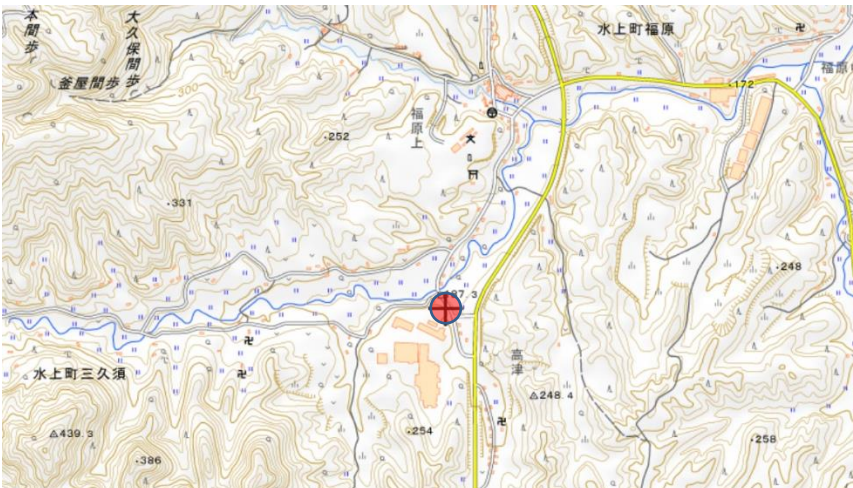 本間歩
大久保間歩
釜屋間歩
水上町福原
福原
172
福原上
252
331
248
水上町三久須
高津
248.4
254
439.3
386
258